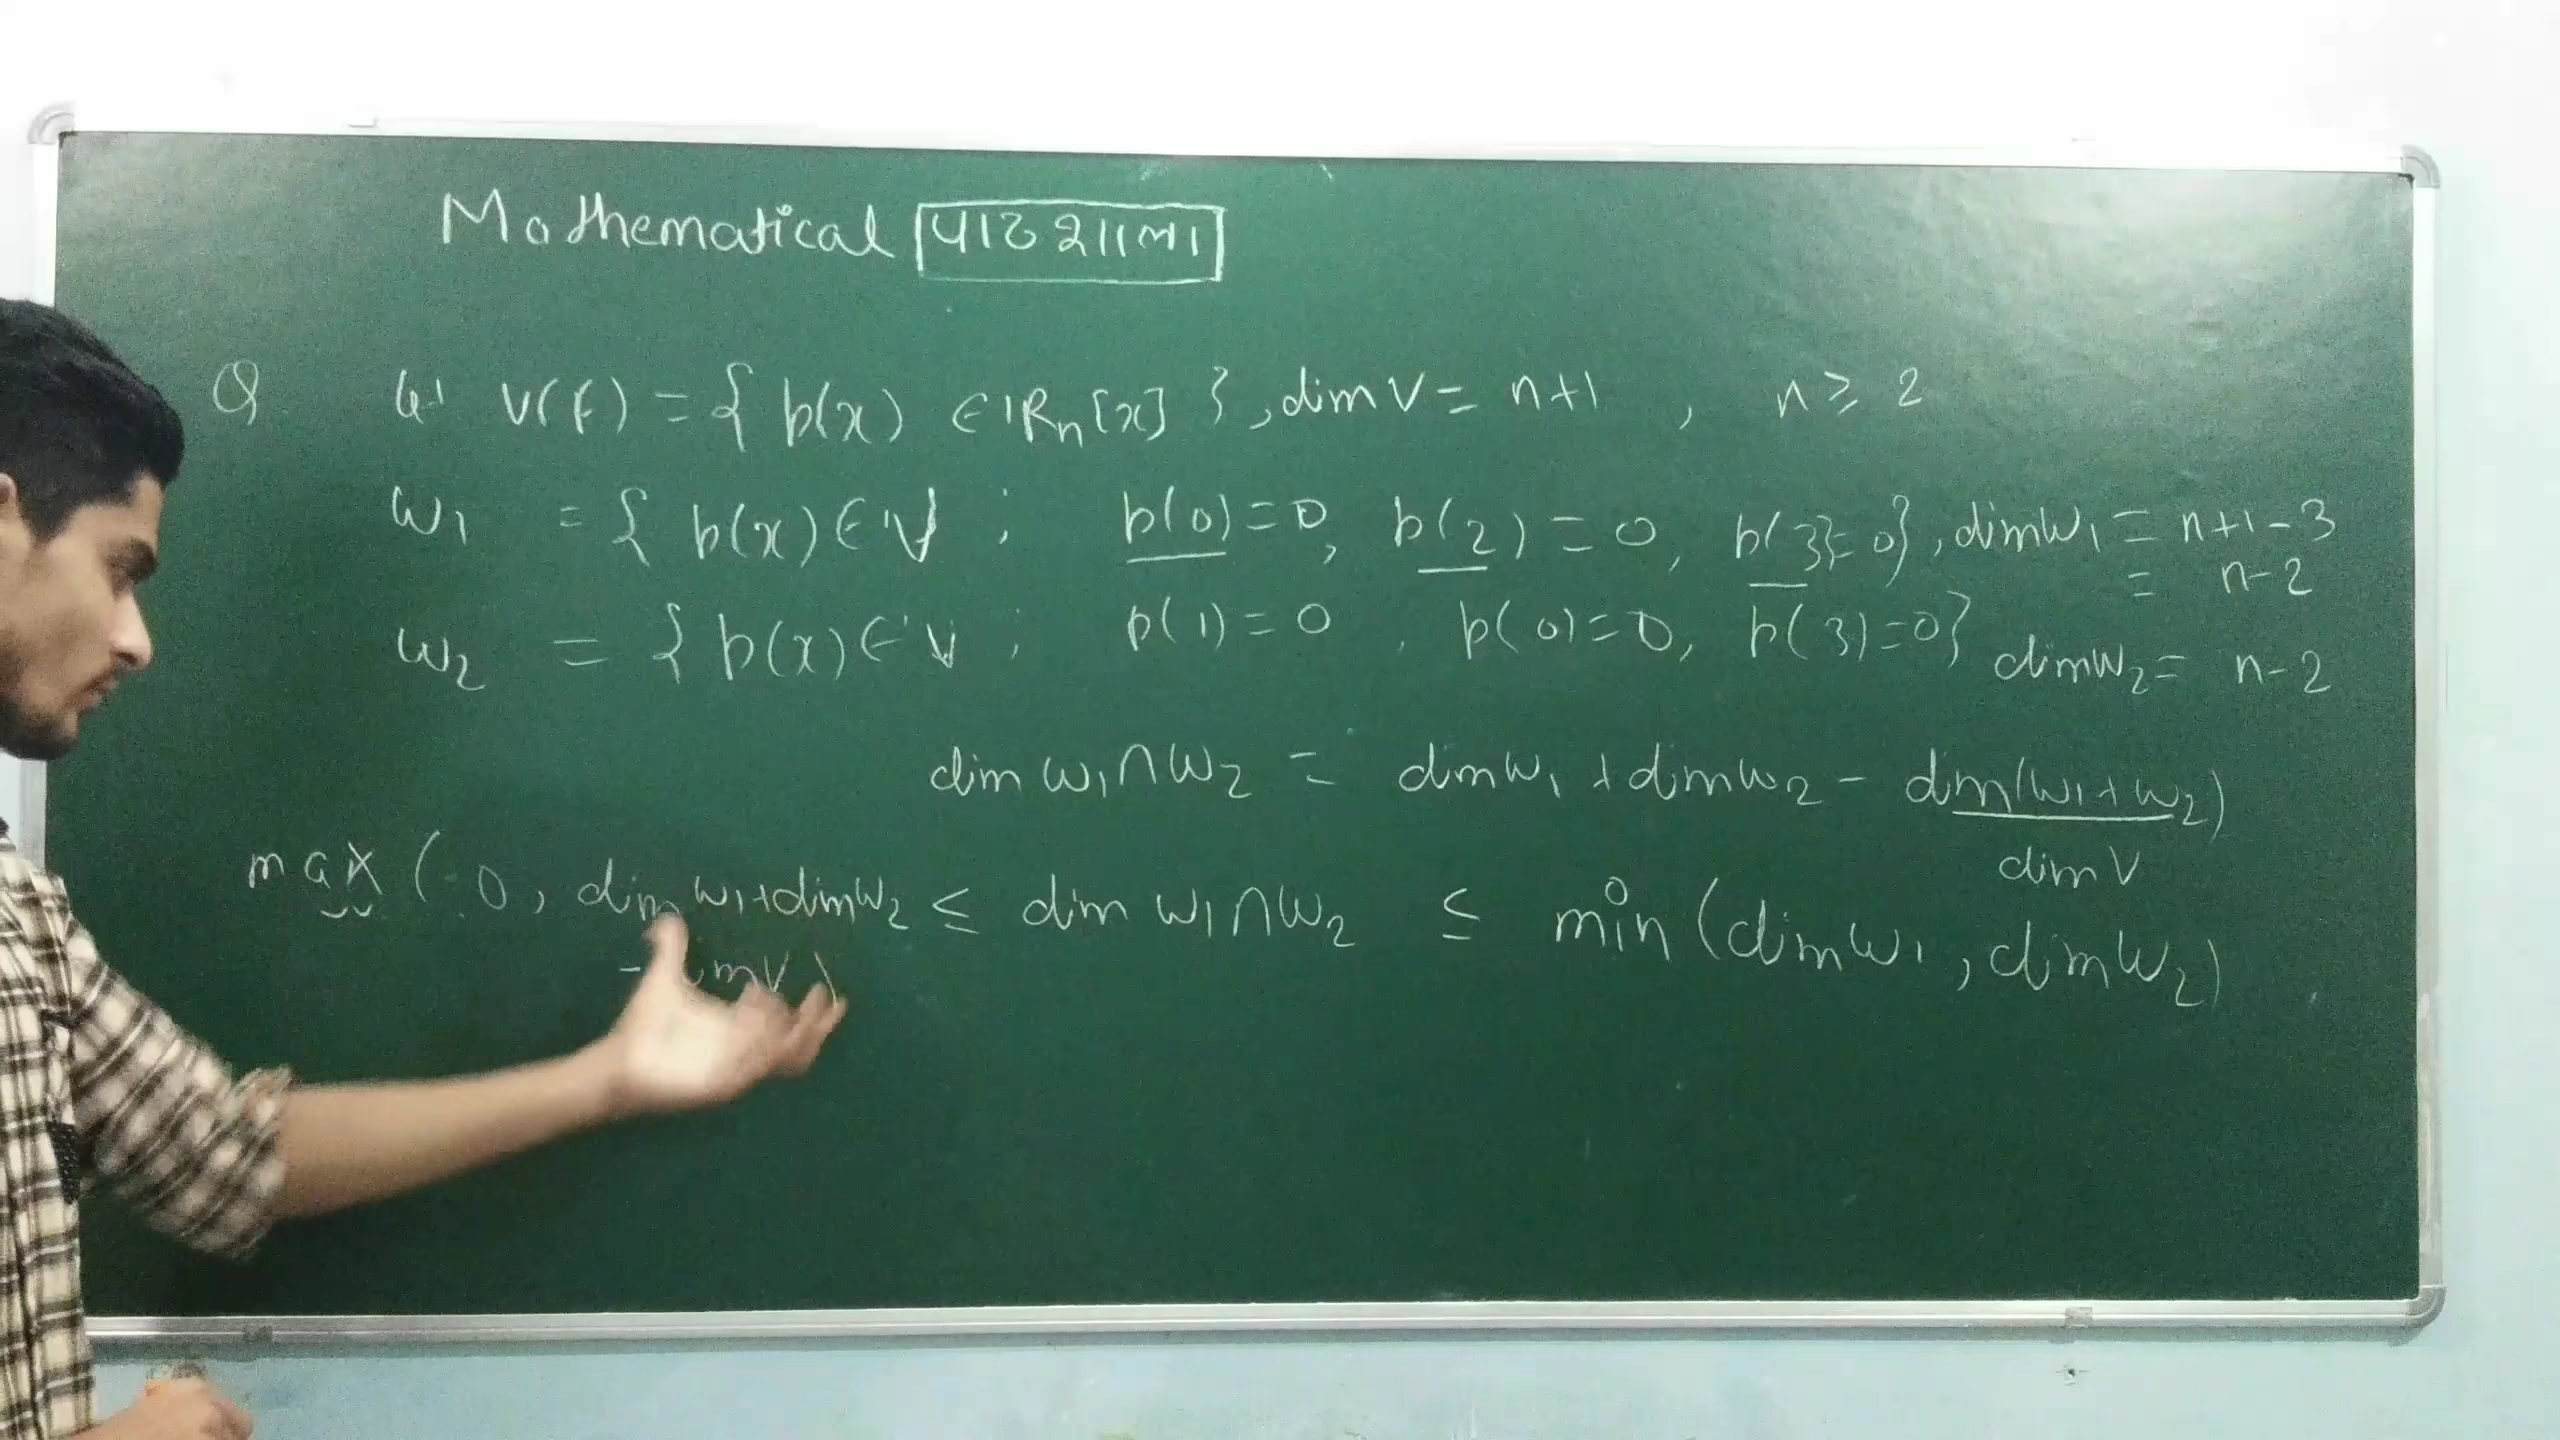 Mathematical पाठशाला
Q let V(F) = { p(x) ∈ ℝn[x] }, dim V = n+1 , n ≥ 2
W1 = { p(x) ∈ V ; p(0)=0, p(2)=0, p(3)=0}, dim W1 = n+1-3
= n-2
W2 = { p(x) ∈ V ; p(1)=0, p(0)=0, p(3)=0} dim W2 = n-2
dim W1∩W2 = dim W1 + dim W2 - dim(W1+W2)
dim V
max (0, dim W1+dim W2 ≤ dim W1∩W2 ≤ min (dim W1, dim W2)